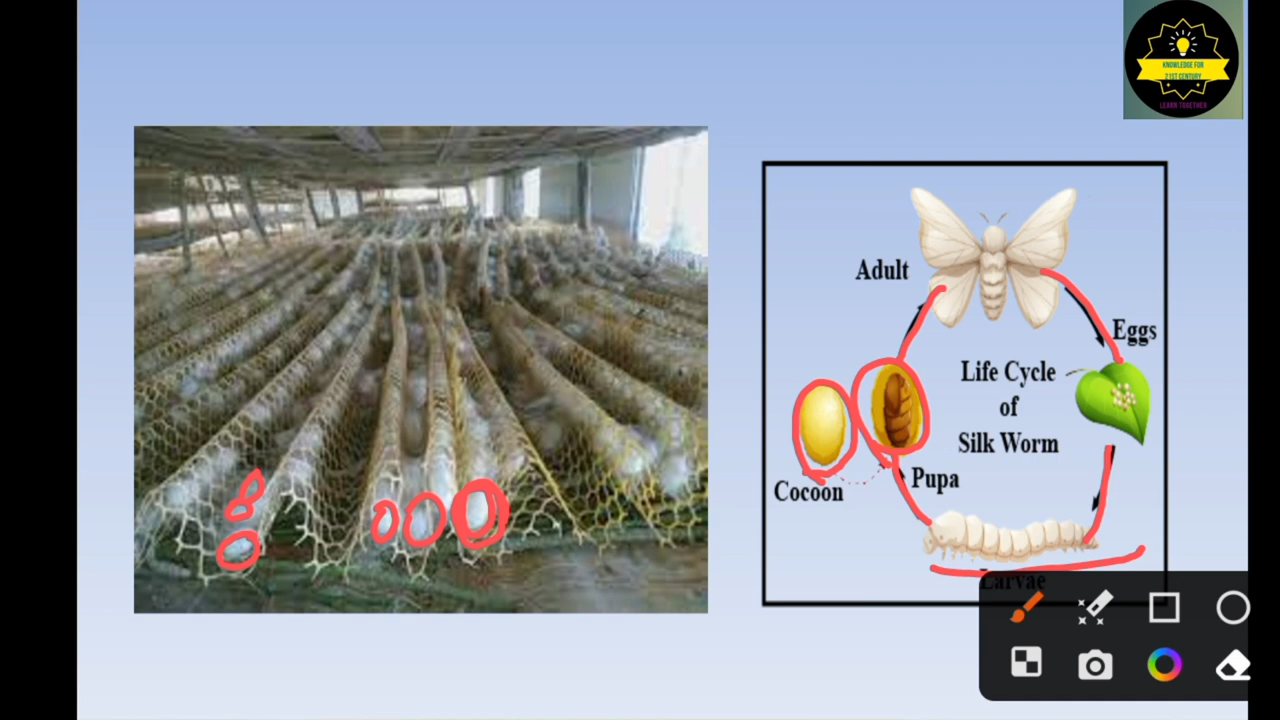 KNOWLEDGE FOR
21ST CENTURY
LEARN TOGETHER
Adult
Eggs
Life Cycle
of
Silk Worm
Pupa
Cocoon
Larvae